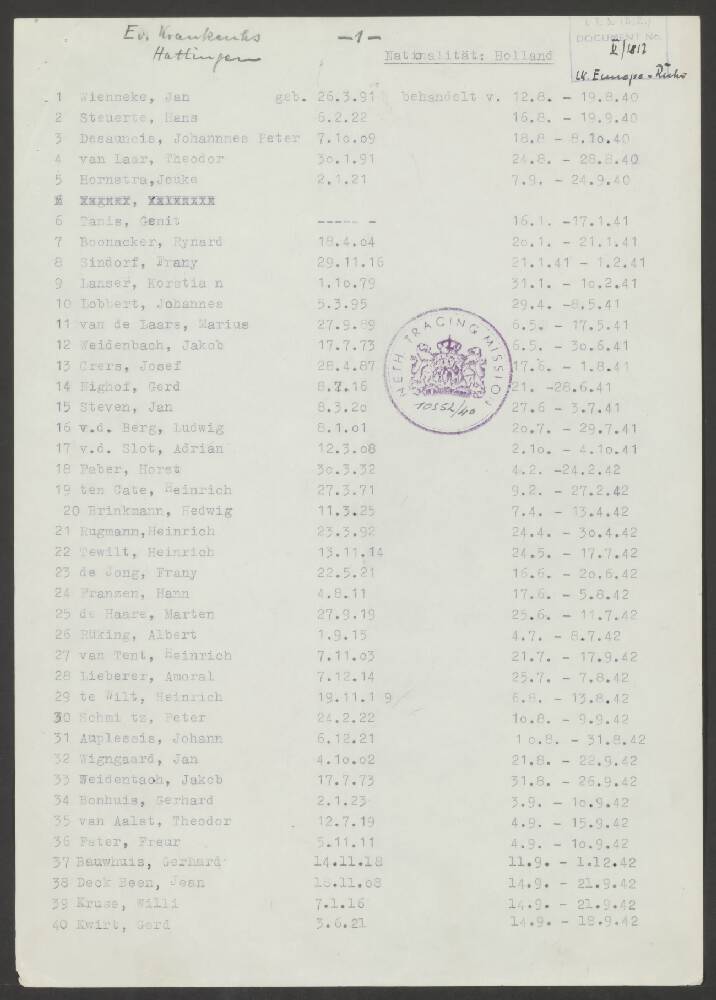 Ev. Krankenhs
Hattingen
-1-
Nationalität: Holland
DOCUMENT No.
W. Europa - Ruhr
1 Wienneke, Jan geb. 26.3.91 behandelt v. 12.8. - 19.8.40
2 Steuerte, Hans 6.2.22 16.8. - 19.9.40
3 Desaunois, Johannmes Peter 7.10.09 18.8 - 8.10.40
4 van Laar, Theodor 30.1.91 24.8. - 28.8.40
5 Hornstra, Jouke 2.1.21 7.9. - 24.9.40
6 Tanis, Genit ----- - 16.1. -17.1.41
7 Boonacker, Rynard 18.4.04 20.1. - 21.1.41
8 Sindorf, Frany 29.11.16 21.1.41 - 1.2.41
9 Lanser, Korstia n 1.10.79 31.1. - 10.2.41
10 Lobbert, Johannes 5.3.95 29.4. -8.5.41
11 van de Laars, Marius 27.9.89 6.5. - 17.5.41
12 Weidenbach, Jakob 17.7.73 6.5. - 30.6.41
13 Crers, Josef 28.4.87 17.6. - 1.8.41
14 Highof, Gerd 8.7.16 21. -28.6.41
15 Steven, Jan 8.3.20 27.6 - 3.7.41
16 v.d. Berg, Ludwig 8.1.01 20.7. - 29.7.41
17 v.d. Slot, Adrian 12.3.08 2.10. - 4.10.41
18 Faber, Horst 30.3.32 4.2. -24.2.42
19 ten Cate, Heinrich 27.3.71 9.2. - 27.2.42
20 Brinkmann, Hedwig 11.3.25 7.4. - 13.4.42
21 Rugmann, Heinrich 23.3.92 24.4. - 30.4.42
22 Tewilt, Heinrich 13.11.14 24.5. - 17.7.42
23 de Jong, Frany 22.5.21 16.6. - 20.6.42
24 Franzen, Hann 4.8.11 17.6. - 5.8.42
25 de Haare, Marten 27.9.19 25.6. - 11.7.42
26 Rüking, Albert 1.9.15 4.7. - 8.7.42
27 van Tent, Heinrich 7.11.03 21.7. - 17.9.42
28 Lieberer, Amoral 7.12.14 25.7. - 7.8.42
29 te Wilt, Heinrich 19.11.1 9 6.8. - 13.8.42
30 Schmi tz, Peter 24.2.22 10.8. - 9.9.42
31 Auplessis, Johann 6.12.21 1 0.8. - 31.8.42
32 Wigngaard, Jan 4.10.02 21.8. - 22.9.42
33 Weidentach, Jakob 17.7.73 31.8. - 26.9.42
34 Bonhuis, Gerhard 2.1.23 3.9. - 10.9.42
35 van Aalst, Theodor 12.7.19 4.9. - 15.9.42
36 Fater, Freur 5.11.11 4.9. - 10.9.42
37 Bauwhuis, Gerhard 14.11.18 11.9. - 1.12.42
38 Deck Been, Jean 18.11.08 14.9. - 21.9.42
39 Kruse, Willi 7.1.16 14.9. - 21.9.42
40 Kwirt, Gerd 3.6.21 14.9. - 18.9.42
NETH TRACING MISSION
10352/40